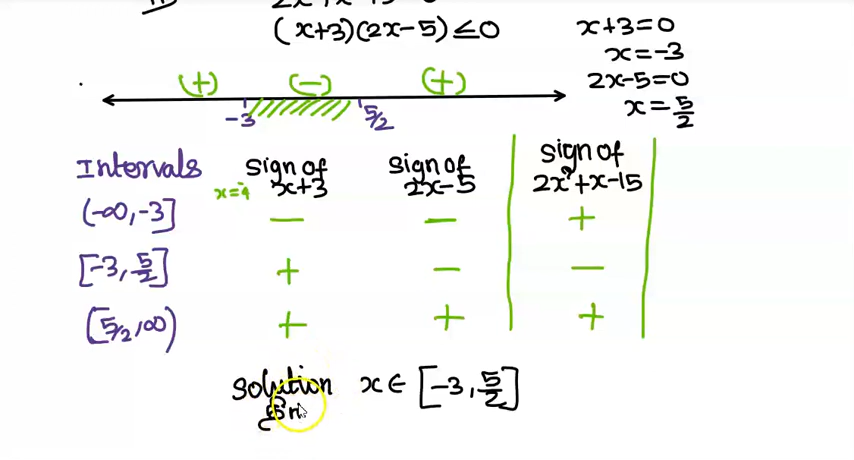 (x+3)(2x-5) ≤ 0
x+3=0
x=-3
2x-5=0
x=5/2
(+) (-) (+)
-3 5/2
Intervals sign of x+3 sign of 2x-5 sign of 2x²+x-15
x=-4
(-∞, -3] - - +
[-3, 5/2] + - -
[5/2, ∞) + + +
Solution x ∈ [-3, 5/2]